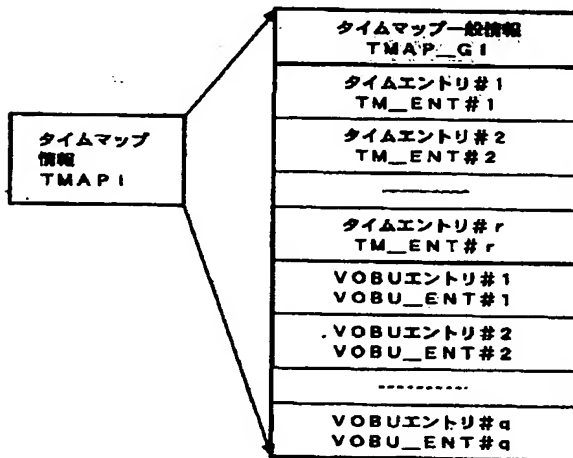 タイムマップ
情報
TMAPI
タイムマップ一般情報
TMAP_GI
タイムエントリ#1
TM_ENT#1
タイムエントリ#2
TM_ENT#2
タイムエントリ#r
TM_ENT#r
VOBUエントリ#1
VOBU_ENT#1
VOBUエントリ#2
VOBU_ENT#2
VOBUエントリ#q
VOBU_ENT#q